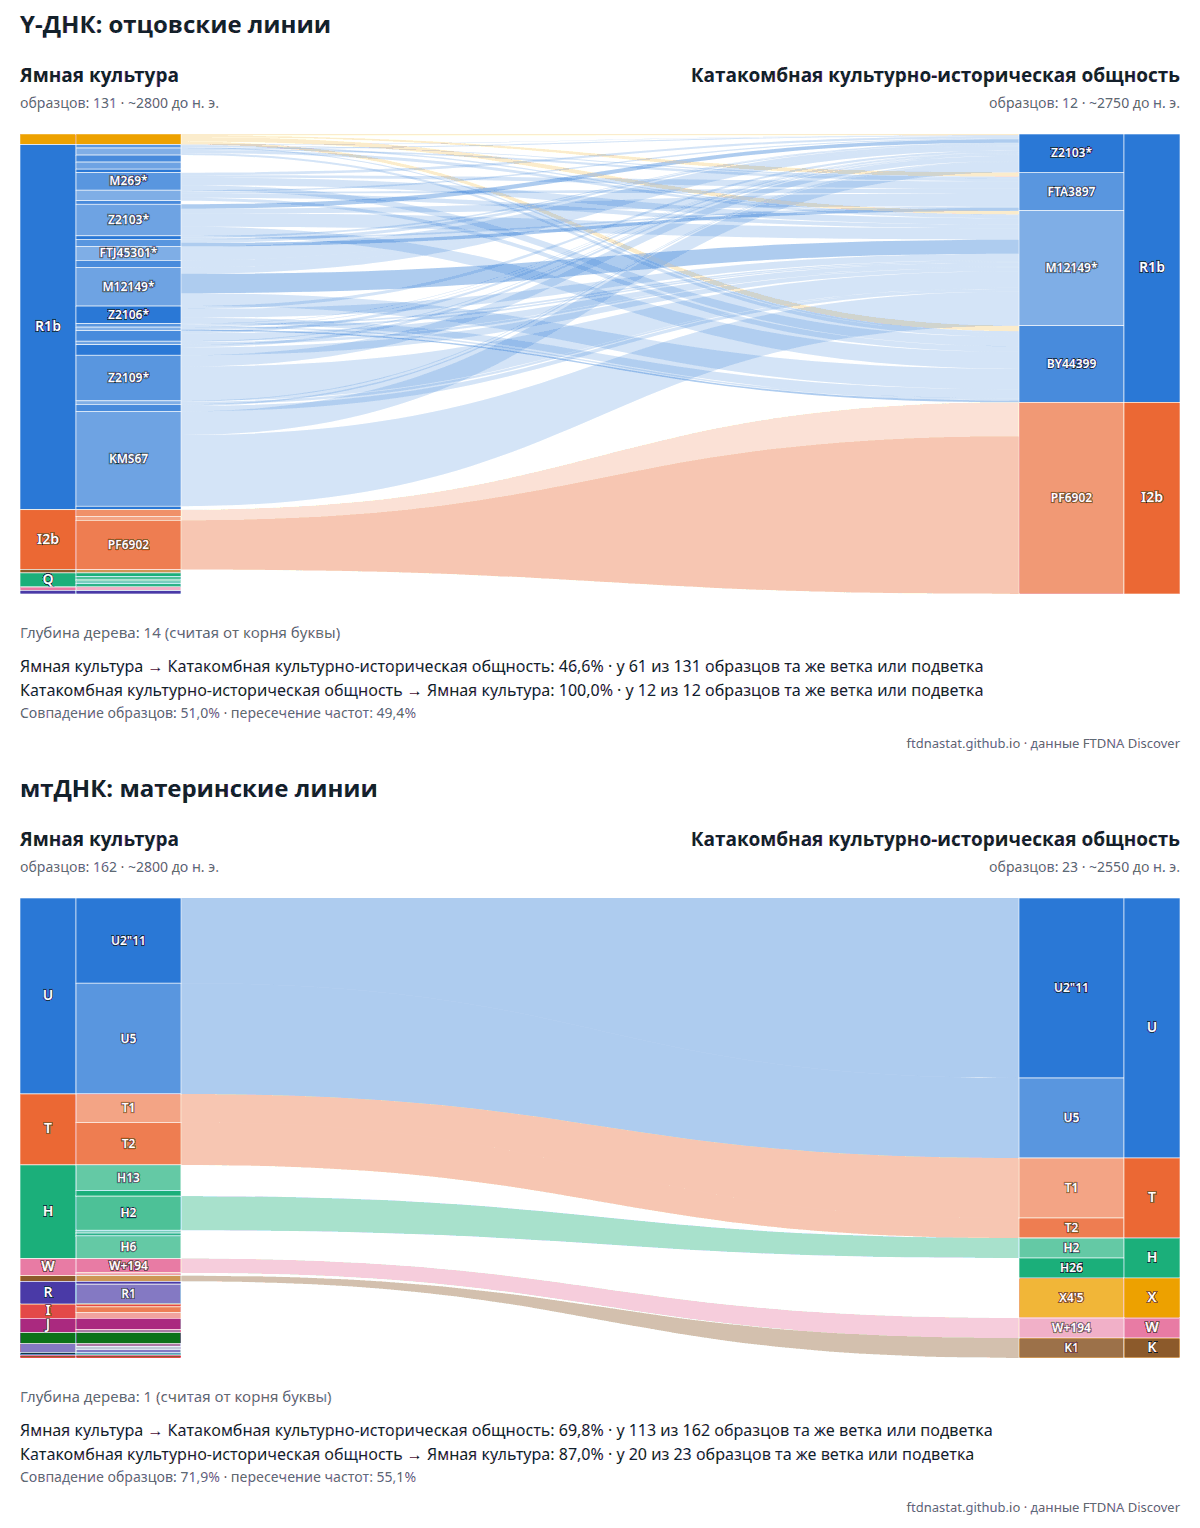 Y-ДНК: отцовские линии
Ямная культура
Катакомбная культурно-историческая общность
образцов: 131 · ~2800 до н. э.
образцов: 12 · ~2750 до н. э.
R1b
I2b
Q
M269*
Z2103*
FTJ45301*
M12149*
Z2106*
Z2109*
KMS67
PF6902
Z2103*
FTA3897
M12149*
BY44399
PF6902
R1b
I2b
Глубина дерева: 14 (считая от корня буквы)
Ямная культура → Катакомбная культурно-историческая общность: 46,6% · у 61 из 131 образцов та же ветка или подветка
Катакомбная культурно-историческая общность → Ямная культура: 100,0% · у 12 из 12 образцов та же ветка или подветка
Совпадение образцов: 51,0% · пересечение частот: 49,4%
ftdnastat.github.io · данные FTDNA Discover
мтДНК: материнские линии
Ямная культура
Катакомбная культурно-историческая общность
образцов: 162 · ~2800 до н. э.
образцов: 23 · ~2550 до н. э.
U
T
H
W
R
I
J
U2"11
U5
T1
T2
H13
H2
H6
W+194
R1
U2"11
U5
T1
T2
H2
H26
X4'5
W+194
K1
U
T
H
X
W
K
Глубина дерева: 1 (считая от корня буквы)
Ямная культура → Катакомбная культурно-историческая общность: 69,8% · у 113 из 162 образцов та же ветка или подветка
Катакомбная культурно-историческая общность → Ямная культура: 87,0% · у 20 из 23 образцов та же ветка или подветка
Совпадение образцов: 71,9% · пересечение частот: 55,1%
ftdnastat.github.io · данные FTDNA Discover